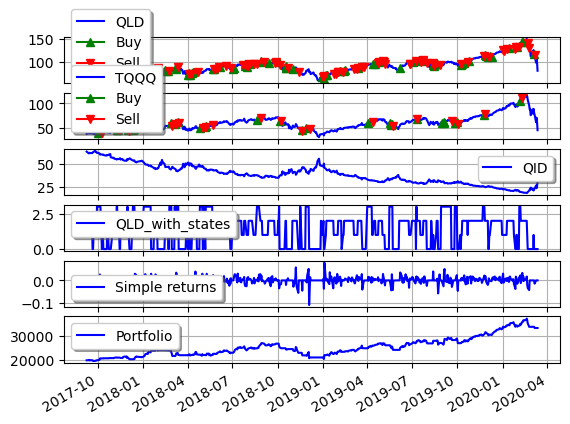 QLD
Buy
Sell
150
100
TQQQ
Buy
Sell
100
50
QID
50
25
QLD_with_states
2.5
0.0
Simple returns
0.0
−0.1
Portfolio
30000
20000
2017-10
2018-01
2018-04
2018-07
2018-10
2019-01
2019-04
2019-07
2019-10
2020-01
2020-04